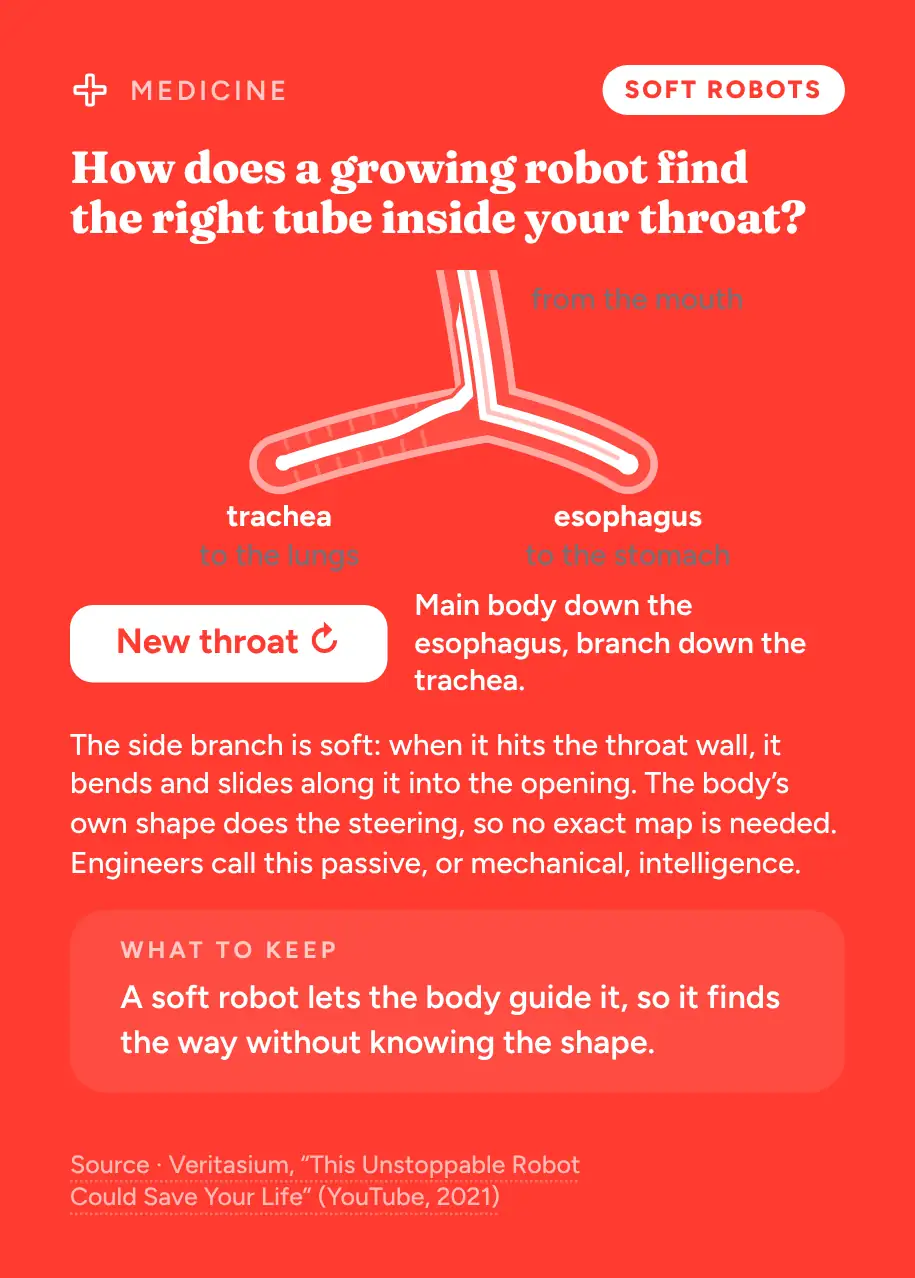 MEDICINE
SOFT ROBOTS
How does a growing robot find
the right tube inside your throat?
from the mouth
trachea
to the lungs
esophagus
to the stomach
New throat ↻
Main body down the
esophagus, branch down the
trachea.
The side branch is soft: when it hits the throat wall, it
bends and slides along it into the opening. The body’s
own shape does the steering, so no exact map is needed.
Engineers call this passive, or mechanical, intelligence.
WHAT TO KEEP
A soft robot lets the body guide it, so it finds
the way without knowing the shape.
Source · Veritasium, “This Unstoppable Robot
Could Save Your Life” (YouTube, 2021)